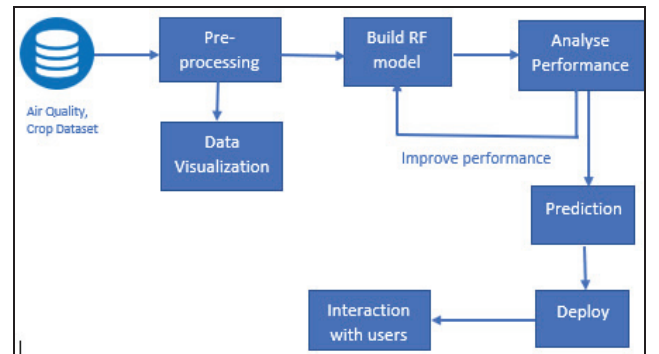 Air Quality,
Crop Dataset
Pre-
processing
Data
Visualization
Build RF
model
Analyse
Performance
Improve performance
Prediction
Deploy
Interaction
with users